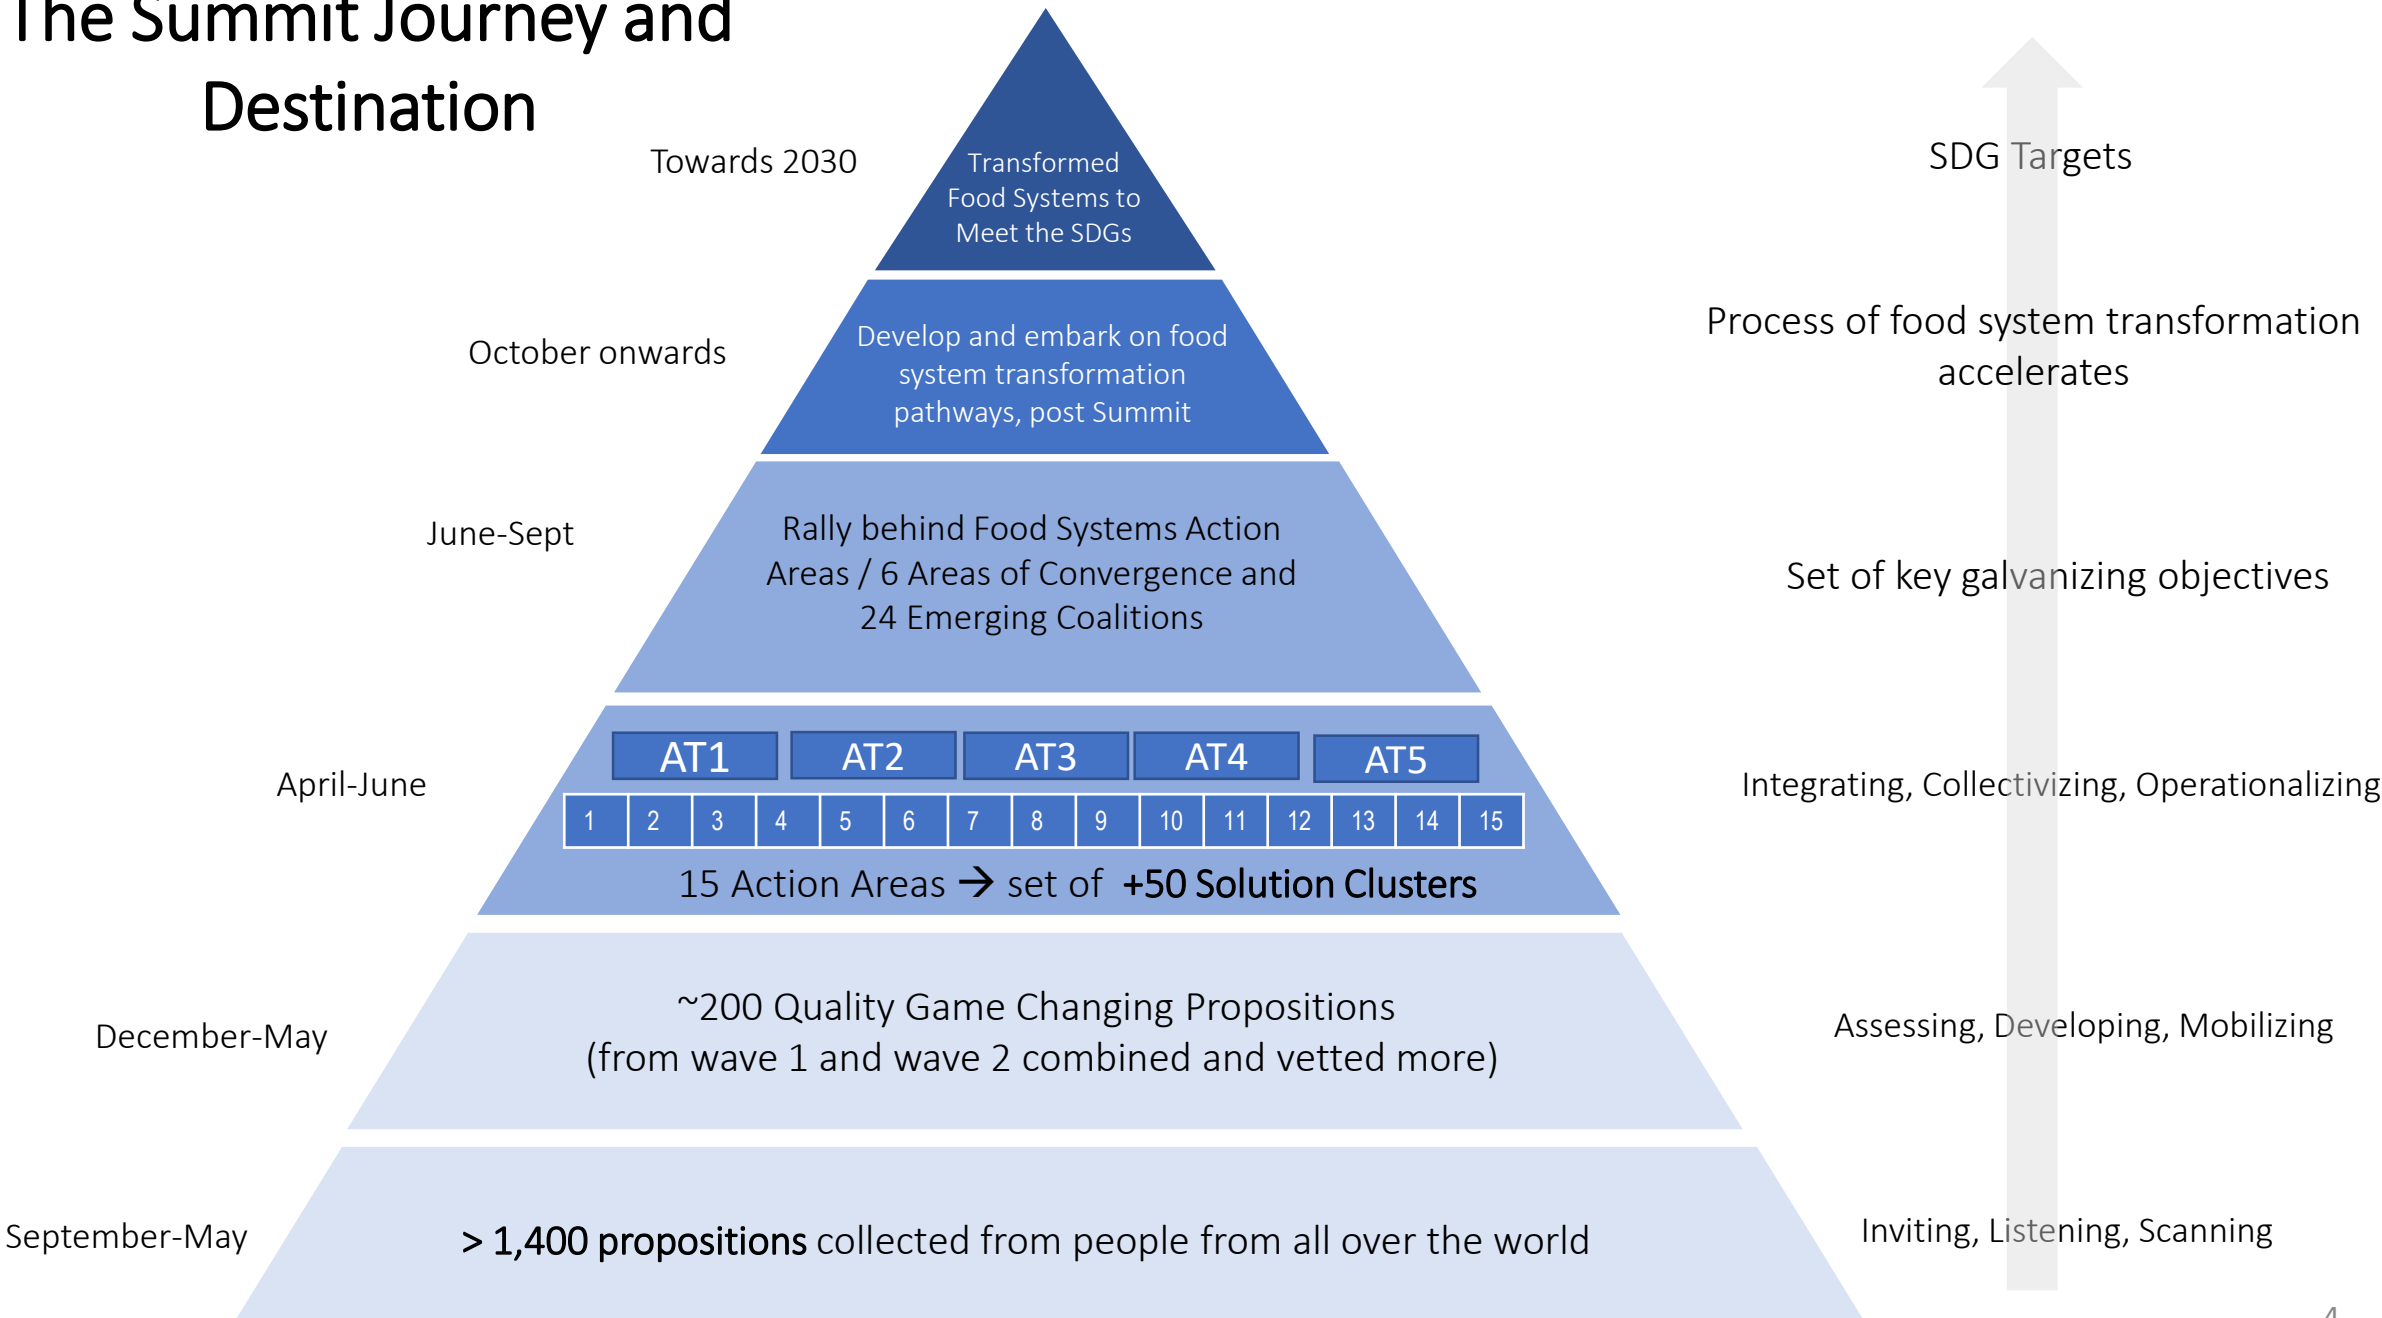 The Summit Journey and
Destination
Towards 2030
Transformed
Food Systems to
Meet the SDGs
SDG Targets
October onwards
Develop and embark on food
system transformation
pathways, post Summit
Process of food system transformation
accelerates
June-Sept
Rally behind Food Systems Action
Areas / 6 Areas of Convergence and
24 Emerging Coalitions
Set of key galvanizing objectives
April-June
AT1 AT2 AT3 AT4 AT5
1 2 3 4 5 6 7 8 9 10 11 12 13 14 15
15 Action Areas → set of +50 Solution Clusters
Integrating, Collectivizing, Operationalizing
December-May
~200 Quality Game Changing Propositions
(from wave 1 and wave 2 combined and vetted more)
Assessing, Developing, Mobilizing
September-May
> 1,400 propositions collected from people from all over the world
Inviting, Listening, Scanning
4